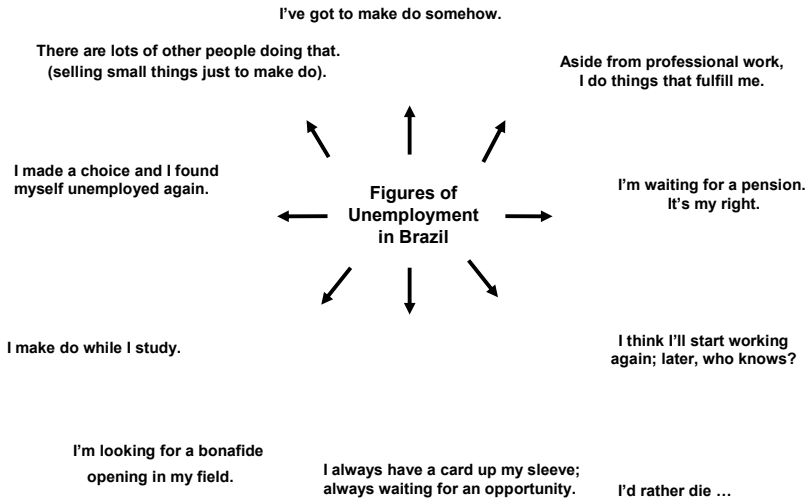 I've got to make do somehow.
There are lots of other people doing that.
(selling small things just to make do).
Aside from professional work,
I do things that fulfill me.
I made a choice and I found
myself unemployed again.
Figures of
Unemployment
in Brazil
I'm waiting for a pension.
It's my right.
I make do while I study.
I think I'll start working
again; later, who knows?
I'm looking for a bonafide
opening in my field.
I always have a card up my sleeve;
always waiting for an opportunity.
I'd rather die …